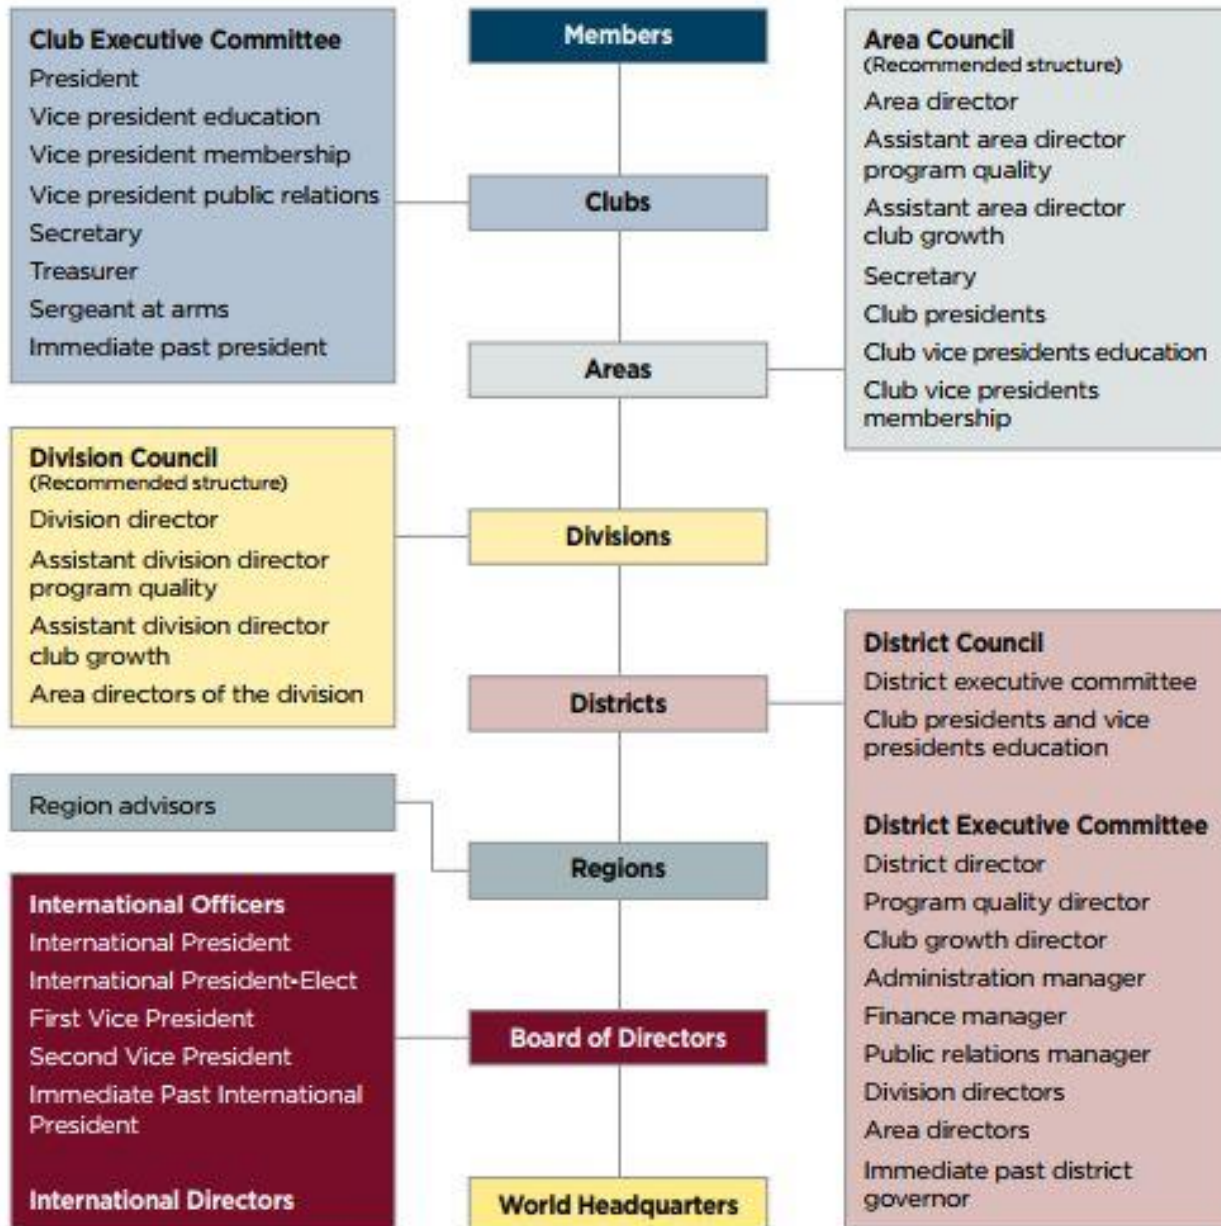 Members
Clubs
Areas
Divisions
Districts
Regions
Board of Directors
World Headquarters
Club Executive Committee
President
Vice president education
Vice president membership
Vice president public relations
Secretary
Treasurer
Sergeant at arms
Immediate past president
Area Council
(Recommended structure)
Area director
Assistant area director
program quality
Assistant area director
club growth
Secretary
Club presidents
Club vice presidents education
Club vice presidents
membership
Division Council
(Recommended structure)
Division director
Assistant division director
program quality
Assistant division director
club growth
Area directors of the division
District Council
District executive committee
Club presidents and vice
presidents education
District Executive Committee
District director
Program quality director
Club growth director
Administration manager
Finance manager
Public relations manager
Division directors
Area directors
Immediate past district
governor
Region advisors
International Officers
International President
International President-Elect
First Vice President
Second Vice President
Immediate Past International
President
International Directors